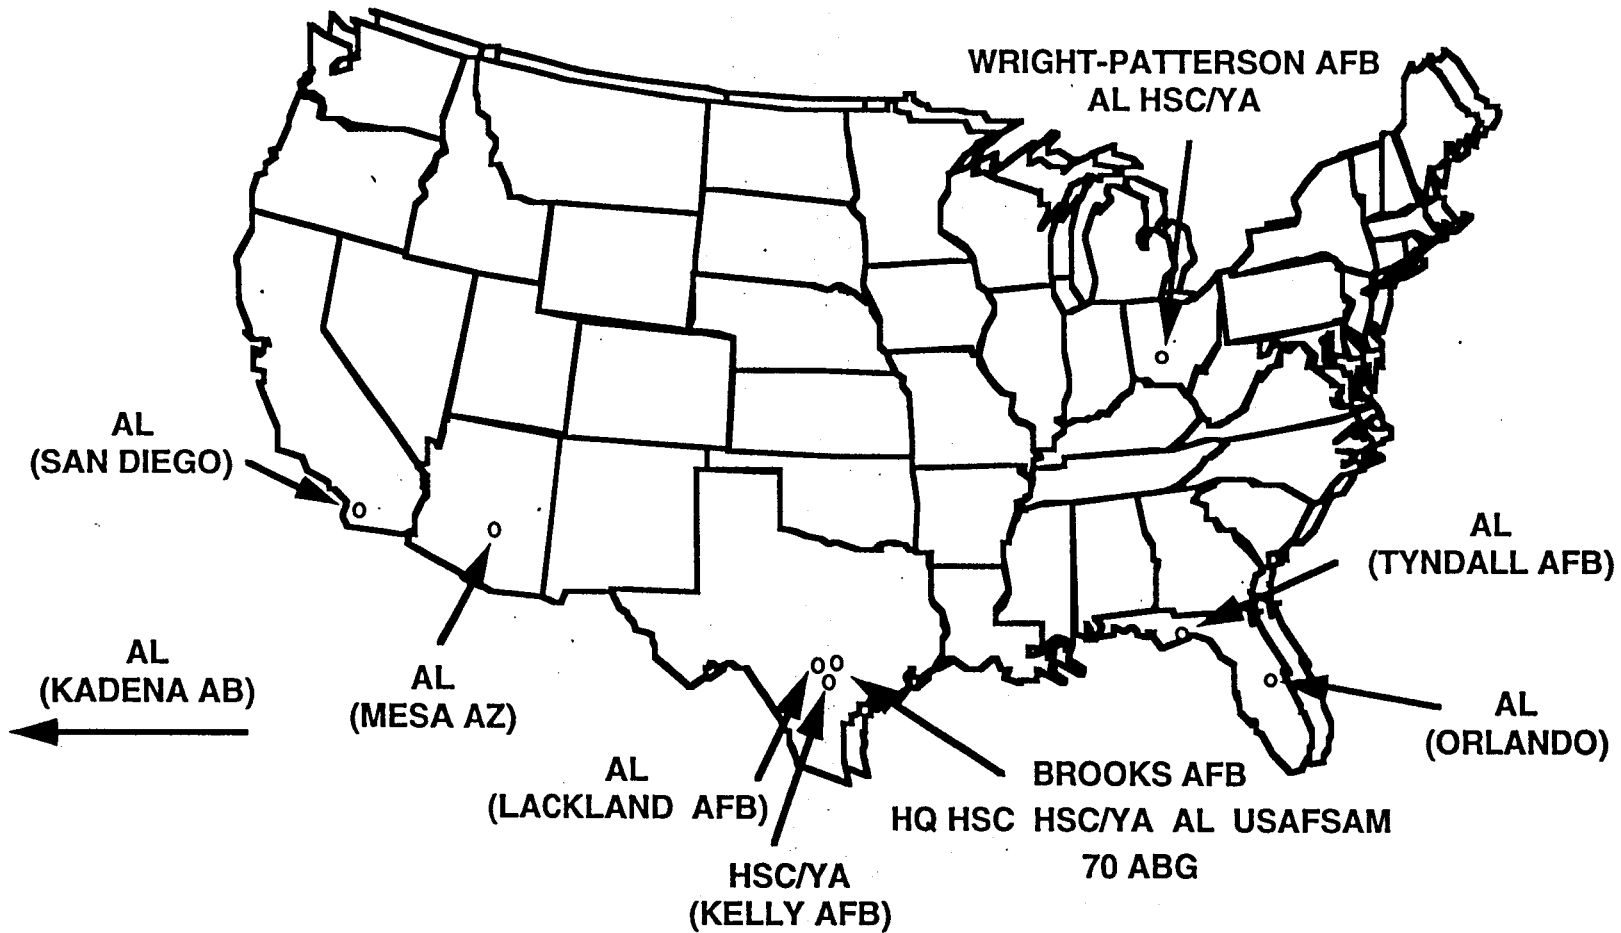 WRIGHT-PATTERSON AFB
AL HSC/YA
AL
(SAN DIEGO)
AL
(TYNDALL AFB)
AL
(KADENA AB)
AL
(MESA AZ)
AL
(ORLANDO)
AL
(LACKLAND AFB)
BROOKS AFB
HQ HSC HSC/YA AL USAFSAM
70 ABG
HSC/YA
(KELLY AFB)